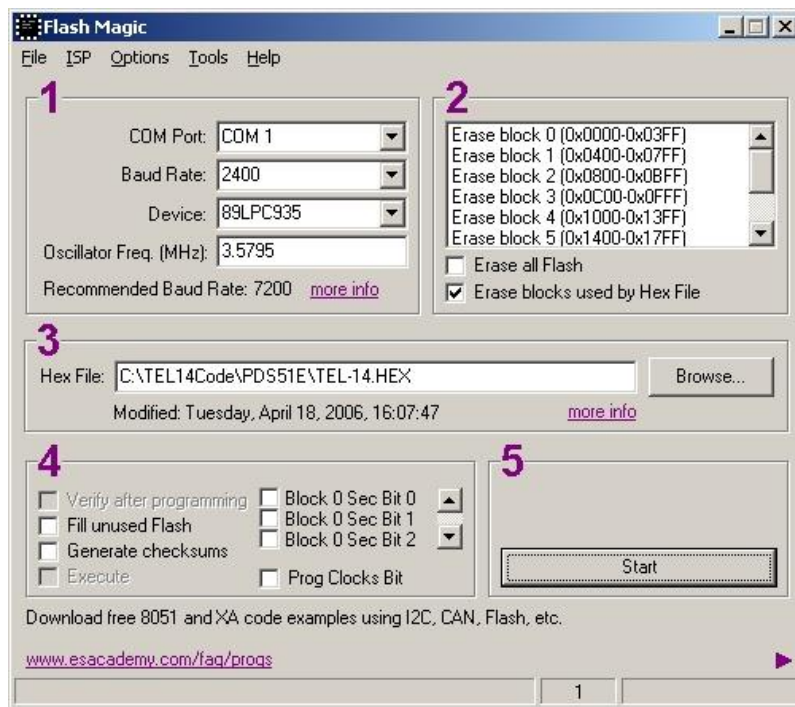 Flash Magic
File ISP Options Tools Help
1
COM Port: COM 1
Baud Rate: 2400
Device: 89LPC935
Oscillator Freq. (MHz): 3.5795
Recommended Baud Rate: 7200 more info
2
Erase block 0 (0x0000-0x03FF)
Erase block 1 (0x0400-0x07FF)
Erase block 2 (0x0800-0x0BFF)
Erase block 3 (0x0C00-0x0FFF)
Erase block 4 (0x1000-0x13FF)
Erase block 5 (0x1400-0x17FF)
Erase all Flash
Erase blocks used by Hex File
3
Hex File: C:\TEL14Code\PDS51E\TEL-14.HEX Browse...
Modified: Tuesday, April 18, 2006, 16:07:47 more info
4
Verify after programming
Fill unused Flash
Generate checksums
Execute
Block 0 Sec Bit 0
Block 0 Sec Bit 1
Block 0 Sec Bit 2
Prog Clocks Bit
5
Start
Download free 8051 and XA code examples using I2C, CAN, Flash, etc.
www.esacademy.com/faq/progs
1